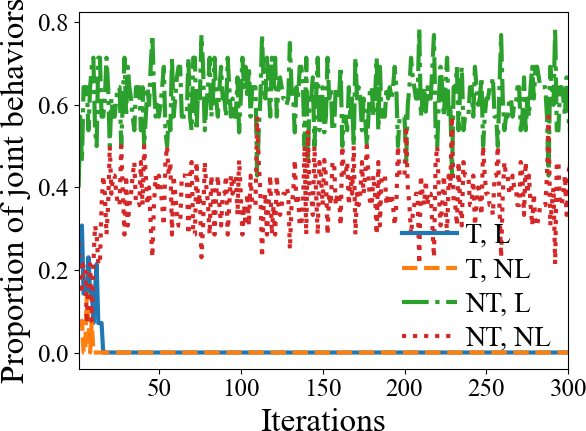 Proportion of joint behaviors
0.8
0.6
0.4
0.2
0.0
T, L
T, NL
NT, L
NT, NL
50
100
150
200
250
300
Iterations